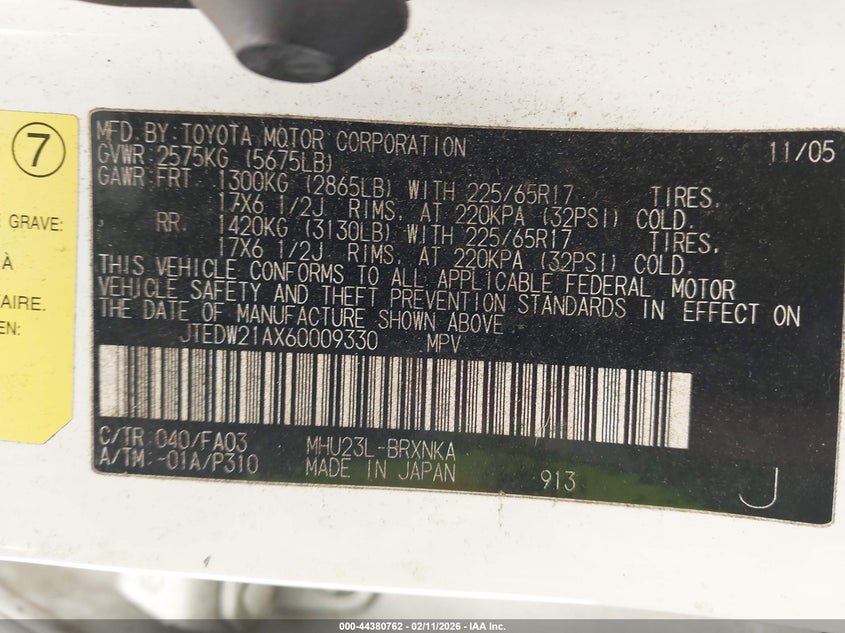 7
GRAVE:
À
AIRE.
EN:
MFD.BY:TOYOTA MOTOR CORPORATION 11/05
GVWR:2575KG (5675LB)
GAWR:FRT 1300KG (2865LB) WITH 225/65R17 TIRES,
17X6 1/2J RIMS, AT 220KPA (32PSI) COLD.
RR. 1420KG (3130LB) WITH 225/65R17 TIRES,
17X6 1/2J RIMS, AT 220KPA (32PSI) COLD.
THIS VEHICLE CONFORMS TO ALL APPLICABLE FEDERAL MOTOR
VEHICLE SAFETY AND THEFT PREVENTION STANDARDS IN EFFECT ON
THE DATE OF MANUFACTURE SHOWN ABOVE.
JTEDW21AX60009330 MPV
C/TR:040/FA03 MHU23L-BRXNKA
A/TM:-01A/P310 MADE IN JAPAN 913 J
000-44380762 - 02/11/2026 - IAA Inc.